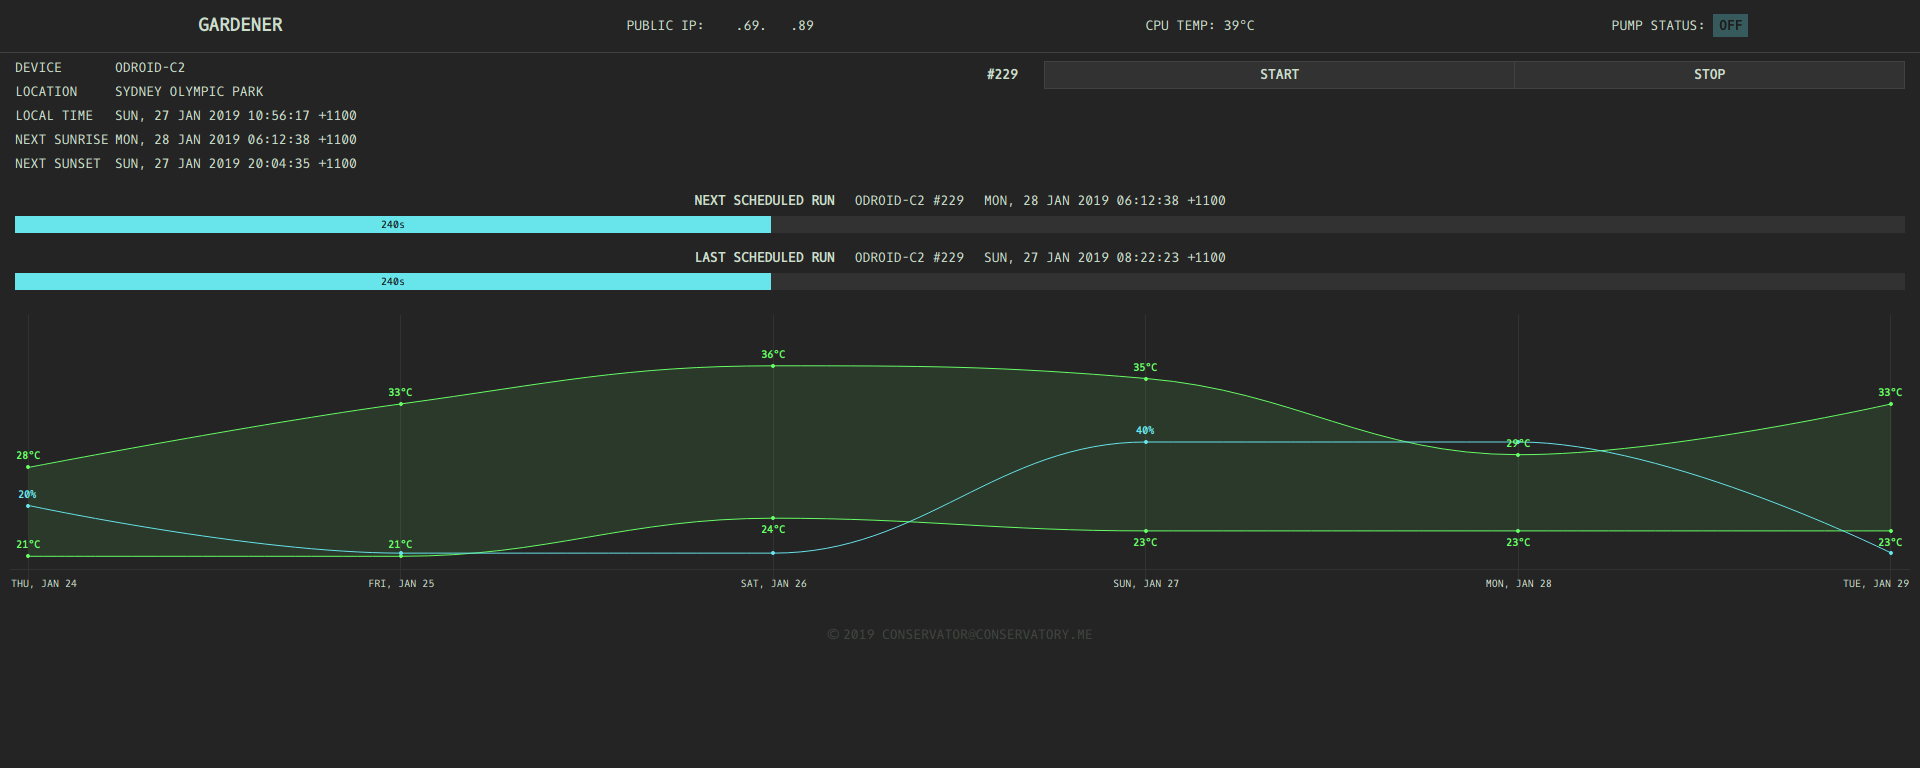 GARDENER PUBLIC IP: .69. .89 CPU TEMP: 39°C PUMP STATUS: OFF
DEVICE ODROID-C2
#229 START STOP
LOCATION SYDNEY OLYMPIC PARK
LOCAL TIME SUN, 27 JAN 2019 10:56:17 +1100
NEXT SUNRISE MON, 28 JAN 2019 06:12:38 +1100
NEXT SUNSET SUN, 27 JAN 2019 20:04:35 +1100
NEXT SCHEDULED RUN ODROID-C2 #229 MON, 28 JAN 2019 06:12:38 +1100
240s
LAST SCHEDULED RUN ODROID-C2 #229 SUN, 27 JAN 2019 08:22:23 +1100
240s
36°C
35°C
33°C 33°C
40%
29°C
28°C
20%
24°C
21°C 21°C 23°C 23°C 23°C
THU, JAN 24 FRI, JAN 25 SAT, JAN 26 SUN, JAN 27 MON, JAN 28 TUE, JAN 29
© 2019 CONSERVATOR@CONSERVATORY.ME